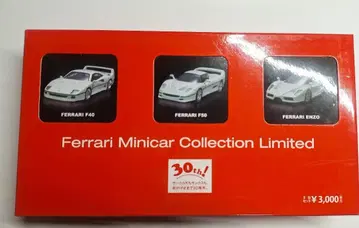 FERRARI F40
FERRARI F50
FERRARI ENZO
Ferrari Minicar Collection Limited
30th!
¥3,000